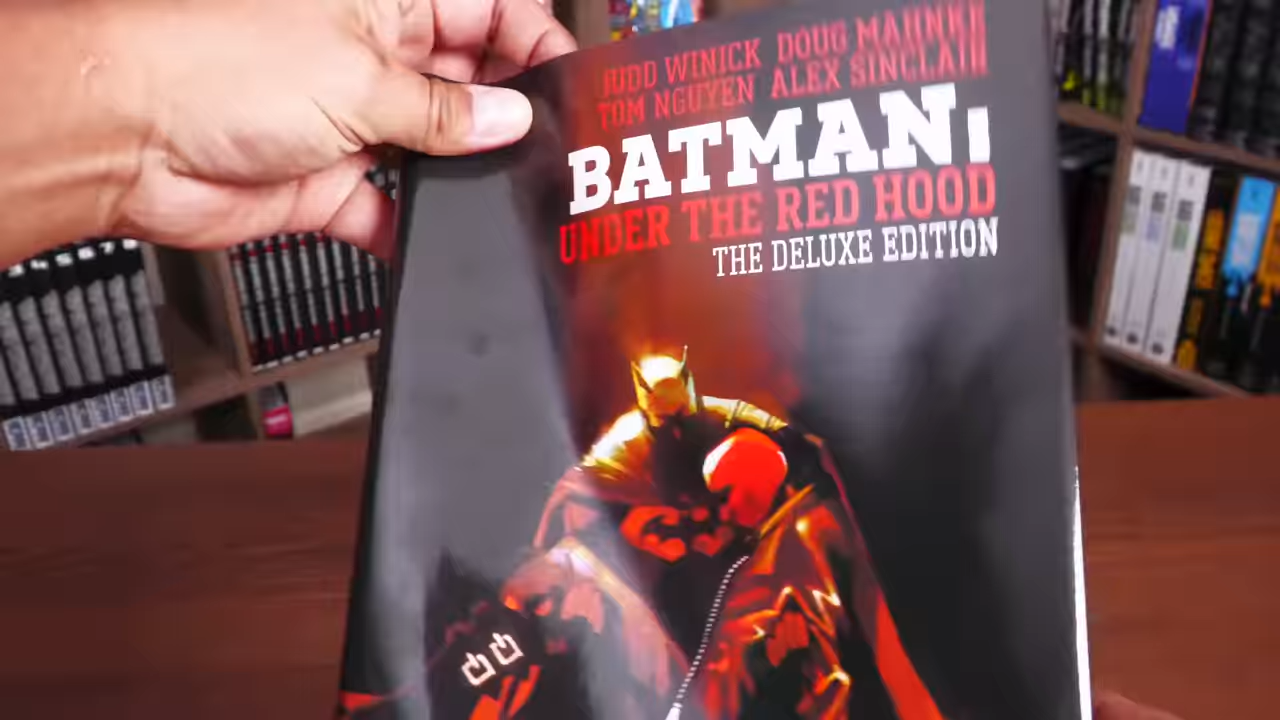 JUDD WINICK DOUG MAHNKE
TOM NGUYEN ALEX SINCLAIR
BATMAN:
UNDER THE RED HOOD
THE DELUXE EDITION